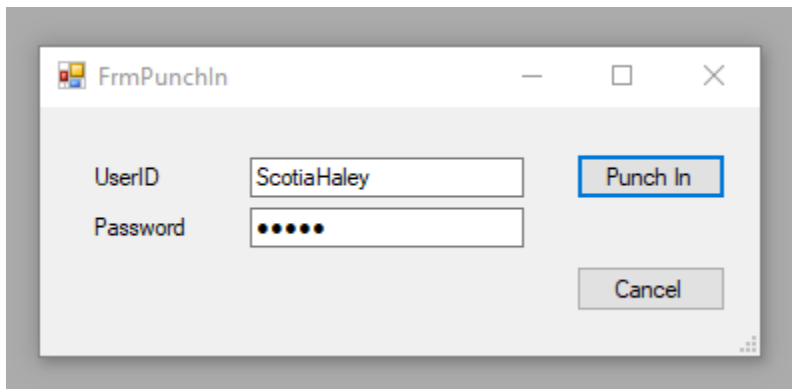 FrmPunchIn
UserID ScotiaHaley Punch In
Password •••••
Cancel